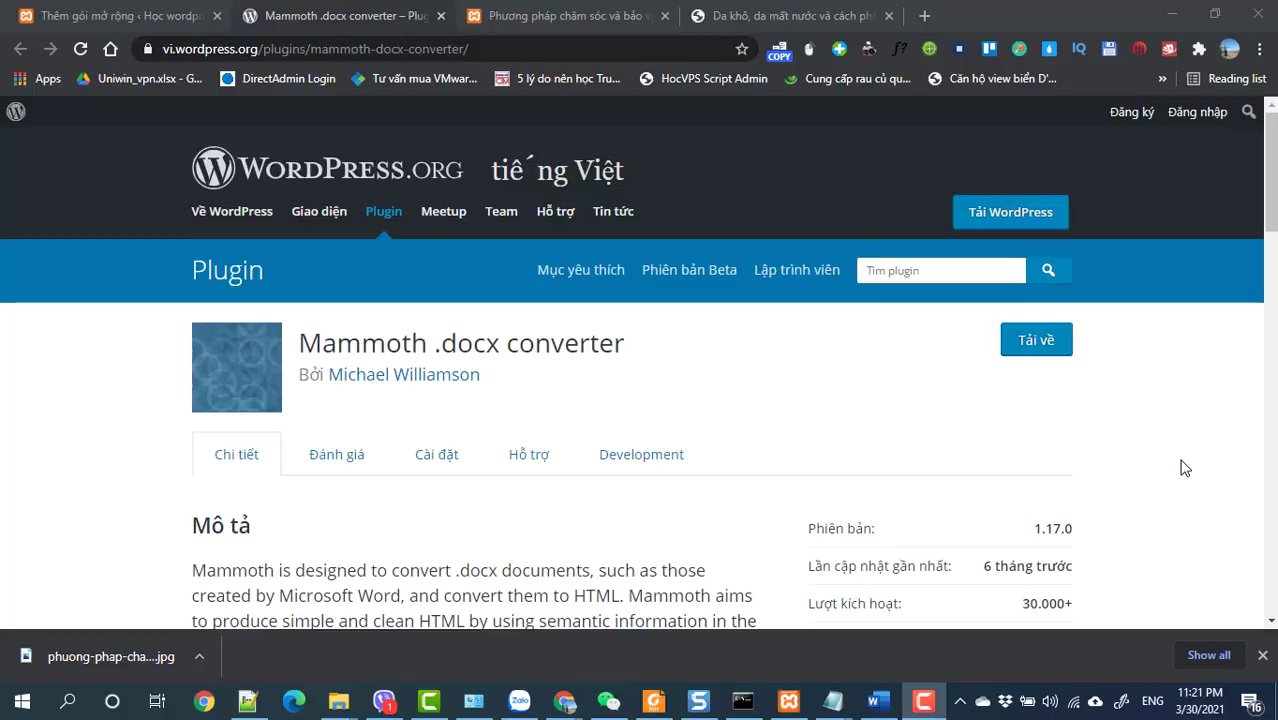 Thêm gói mở rộng ‹ Học wordpr
Mammoth .docx converter – Plug
Phương pháp chăm sóc và bảo v
Da khô, da mất nước và cách ph
vi.wordpress.org/plugins/mammoth-docx-converter/
COPY
f?
IQ
Apps
Uniwin_vpn.xlsx - G...
DirectAdmin Login
Tư vấn mua VMwar...
5 lý do nên học Tru...
HocVPS Script Admin
Cung cấp rau củ qu...
Căn hộ view biển D'...
»
Reading list
Đăng ký
Đăng nhập
WORDPRESS.ORG
tiếng Việt
Về WordPress
Giao diện
Plugin
Meetup
Team
Hỗ trợ
Tin tức
Tải WordPress
Plugin
Mục yêu thích
Phiên bản Beta
Lập trình viên
Tìm plugin
Mammoth .docx converter
Tải về
Bởi Michael Williamson
Chi tiết
Đánh giá
Cài đặt
Hỗ trợ
Development
Mô tả
Mammoth is designed to convert .docx documents, such as those
created by Microsoft Word, and convert them to HTML. Mammoth aims
to produce simple and clean HTML by using semantic information in the
Phiên bản: 1.17.0
Lần cập nhật gần nhất: 6 tháng trước
Lượt kích hoạt: 30.000+
phuong-phap-cha....jpg
Show all
1
Zalo
ENG
11:21 PM
3/30/2021
16